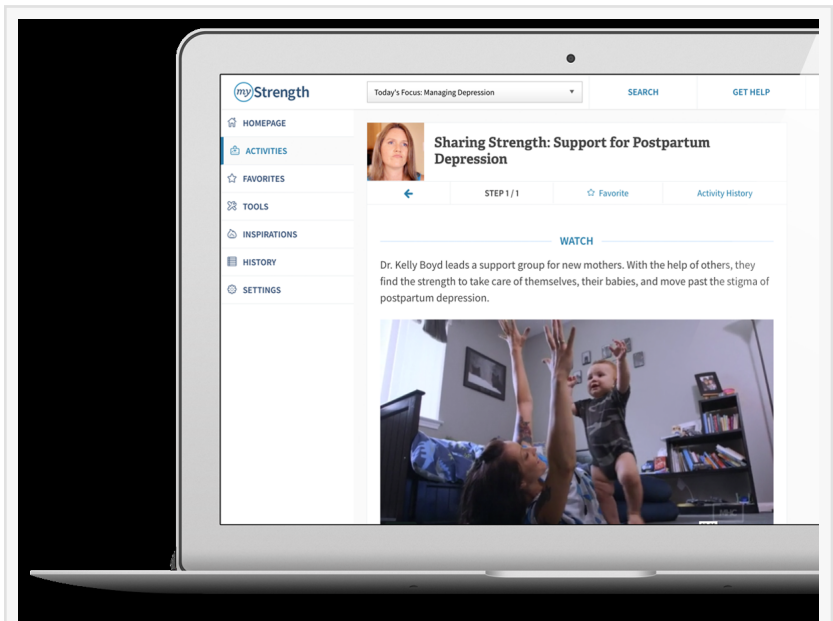 myStrength
Today's Focus: Managing Depression
SEARCH
GET HELP
HOMEPAGE
ACTIVITIES
FAVORITES
TOOLS
INSPIRATIONS
HISTORY
SETTINGS
Sharing Strength: Support for Postpartum
Depression
STEP 1 / 1
Favorite
Activity History
WATCH
Dr. Kelly Boyd leads a support group for new mothers. With the help of others, they
find the strength to take care of themselves, their babies, and move past the stigma of
postpartum depression.